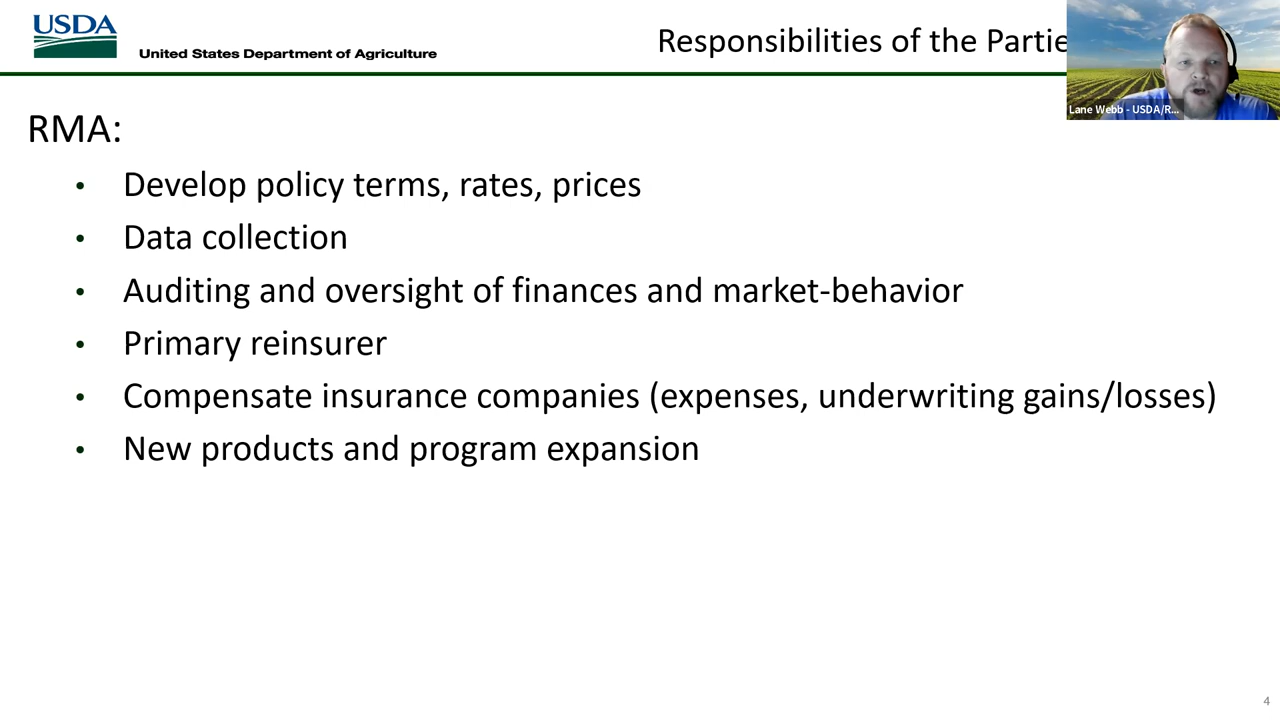 USDA
United States Department of Agriculture
Responsibilities of the Partie
Lane Webb - USDA/R...
RMA:
• Develop policy terms, rates, prices
• Data collection
• Auditing and oversight of finances and market-behavior
• Primary reinsurer
• Compensate insurance companies (expenses, underwriting gains/losses)
• New products and program expansion
4